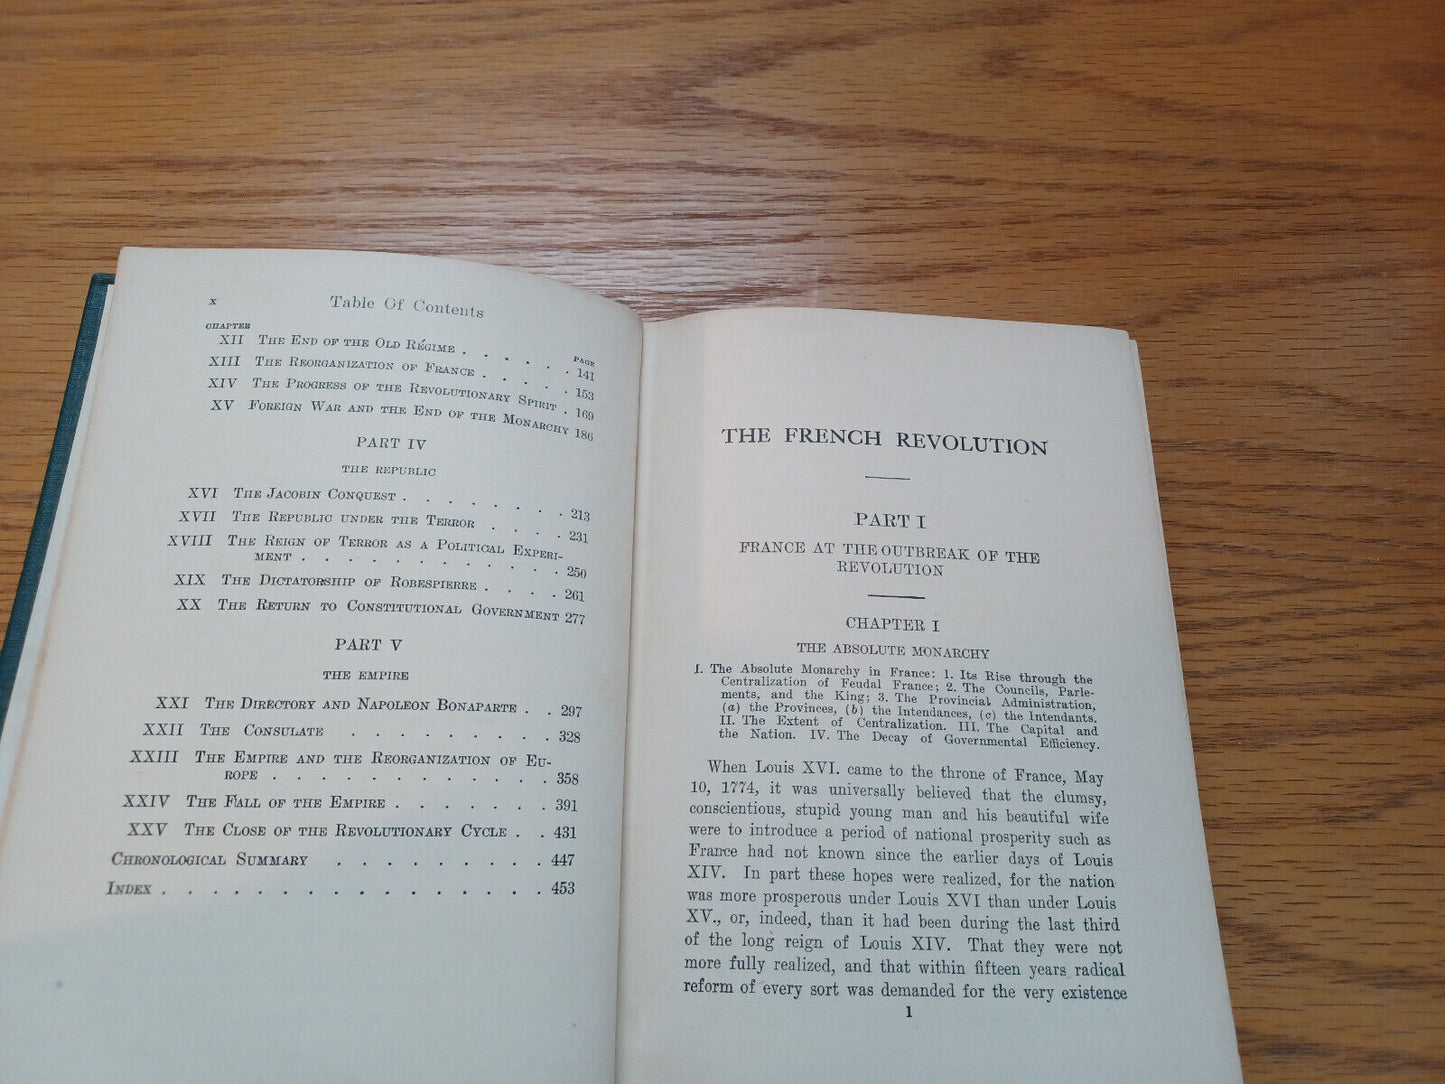 x Table Of Contents
CHAPTER PAGE
XII THE END OF THE OLD RÉGIME . . . . . . 141
XIII THE REORGANIZATION OF FRANCE . . . . . 153
XIV THE PROGRESS OF THE REVOLUTIONARY SPIRIT . 169
XV FOREIGN WAR AND THE END OF THE MONARCHY 186
PART IV
THE REPUBLIC
XVI THE JACOBIN CONQUEST . . . . . . . . 213
XVII THE REPUBLIC UNDER THE TERROR . . . . 231
XVIII THE REIGN OF TERROR AS A POLITICAL EXPERI-
MENT . . . . . . . . . . . . 250
XIX THE DICTATORSHIP OF ROBESPIERRE . . . . . 261
XX THE RETURN TO CONSTITUTIONAL GOVERNMENT 277
PART V
THE EMPIRE
XXI THE DIRECTORY AND NAPOLEON BONAPARTE . . 297
XXII THE CONSULATE . . . . . . . . . 328
XXIII THE EMPIRE AND THE REORGANIZATION OF EU-
ROPE . . . . . . . . . . . . 358
XXIV THE FALL OF THE EMPIRE . . . . . . . 391
XXV THE CLOSE OF THE REVOLUTIONARY CYCLE . . 431
CHRONOLOGICAL SUMMARY . . . . . . . . . 447
INDEX . . . . . . . . . . . . . . . . . 453
THE FRENCH REVOLUTION
PART I
FRANCE AT THE OUTBREAK OF THE
REVOLUTION
CHAPTER I
THE ABSOLUTE MONARCHY
I. The Absolute Monarchy in France: 1. Its Rise through the
Centralization of Feudal France; 2. The Councils, Parle-
ments, and the King; 3. The Provincial Administration,
(a) the Provinces, (b) the Intendances, (c) the Intendants.
II. The Extent of Centralization. III. The Capital and
the Nation. IV. The Decay of Governmental Efficiency.
When Louis XVI. came to the throne of France, May
10, 1774, it was universally believed that the clumsy,
conscientious, stupid young man and his beautiful wife
were to introduce a period of national prosperity such as
France had not known since the earlier days of Louis
XIV. In part these hopes were realized, for the nation
was more prosperous under Louis XVI than under Louis
XV., or, indeed, than it had been during the last third
of the long reign of Louis XIV. That they were not
more fully realized, and that within fifteen years radical
reform of every sort was demanded for the very existence
1